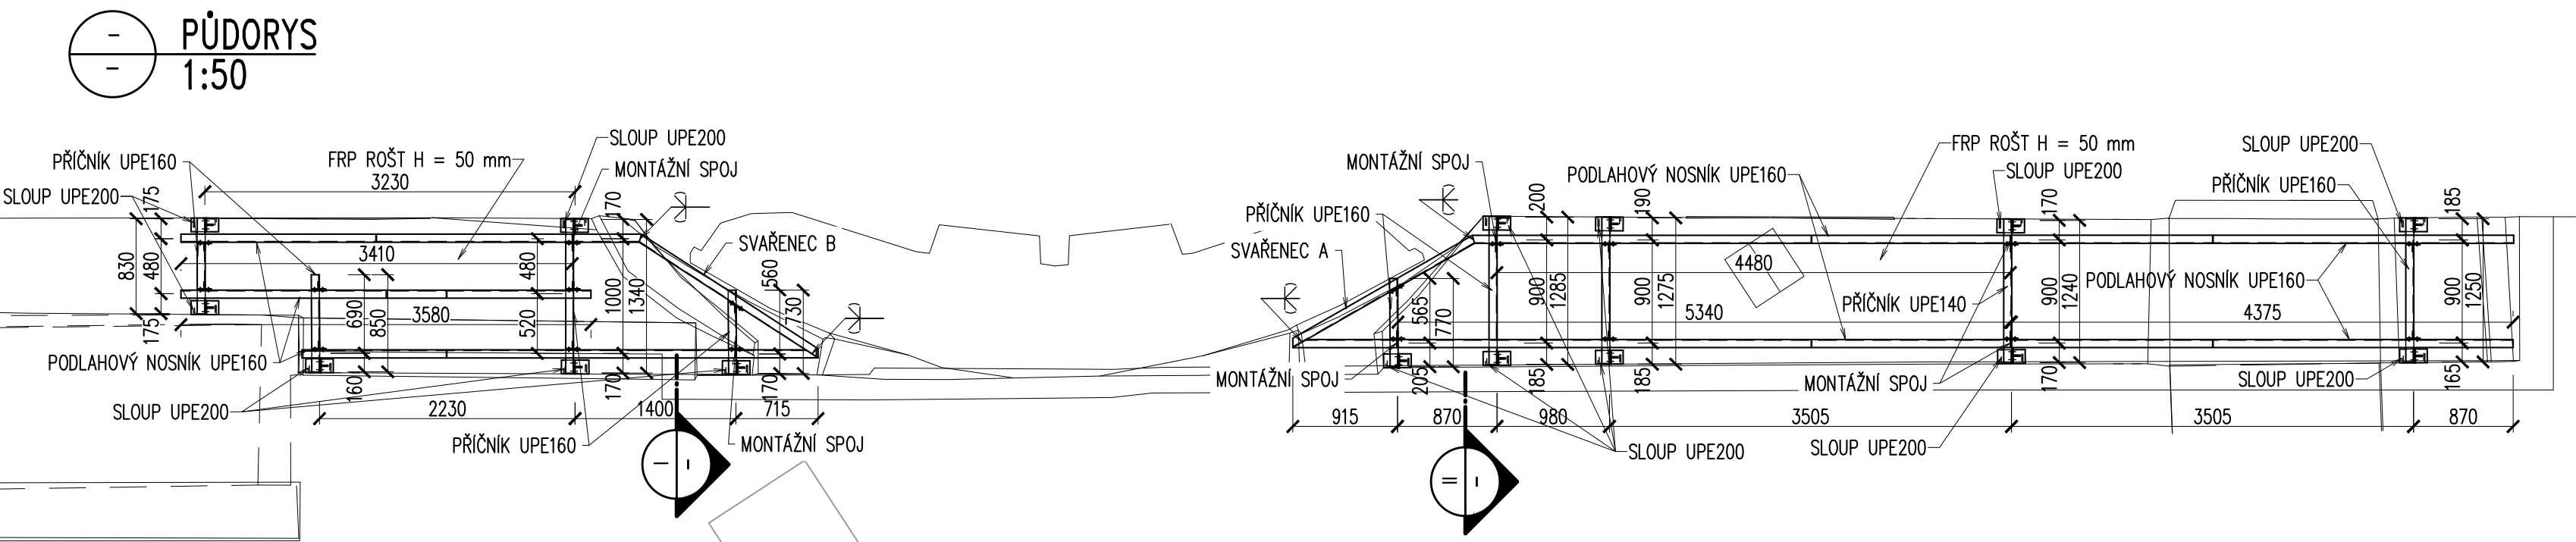 PŮDORYS
1:50
SLOUP UPE200
PŘÍČNÍK UPE160
FRP ROŠT H = 50 mm
MONTÁŽNÍ SPOJ
3230
SLOUP UPE200
175
170
830
480
3410
480
1000
1340
SVAŘENEC B
560
730
690
850
3580
520
175
PODLAHOVÝ NOSNÍK UPE160
160
170
170
SLOUP UPE200
2230
1400
715
PŘÍČNÍK UPE160
MONTÁŽNÍ SPOJ
MONTÁŽNÍ SPOJ
PODLAHOVÝ NOSNÍK UPE160
FRP ROŠT H = 50 mm
SLOUP UPE200
SLOUP UPE200
PŘÍČNÍK UPE160
PŘÍČNÍK UPE160
200
190
170
185
SVAŘENEC A
4480
900
1285
900
1275
900
1240
900
1250
PODLAHOVÝ NOSNÍK UPE160
PŘÍČNÍK UPE140
565
770
5340
4375
MONTÁŽNÍ SPOJ
205
185
185
170
165
MONTÁŽNÍ SPOJ
SLOUP UPE200
915
870
980
3505
3505
870
SLOUP UPE200
SLOUP UPE200
I
II